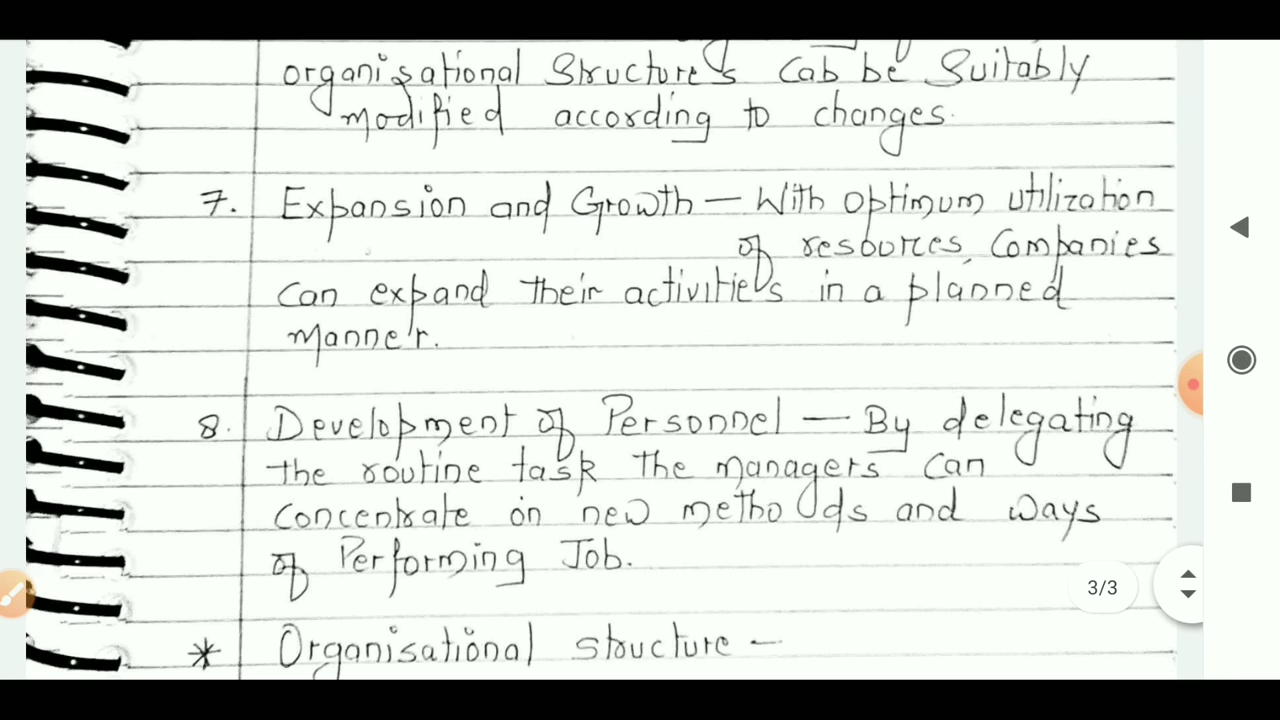 organisational Structures Cab be Suitably
modified according to changes.
7. Expansion and Growth — With optimum utilization
of resources, Companies
can expand their activities in a planned
manner.
8. Development of Personnel — By delegating
the routine task the managers can
concentrate on new methods and ways
of Performing Job.
3/3
* Organisational structure —